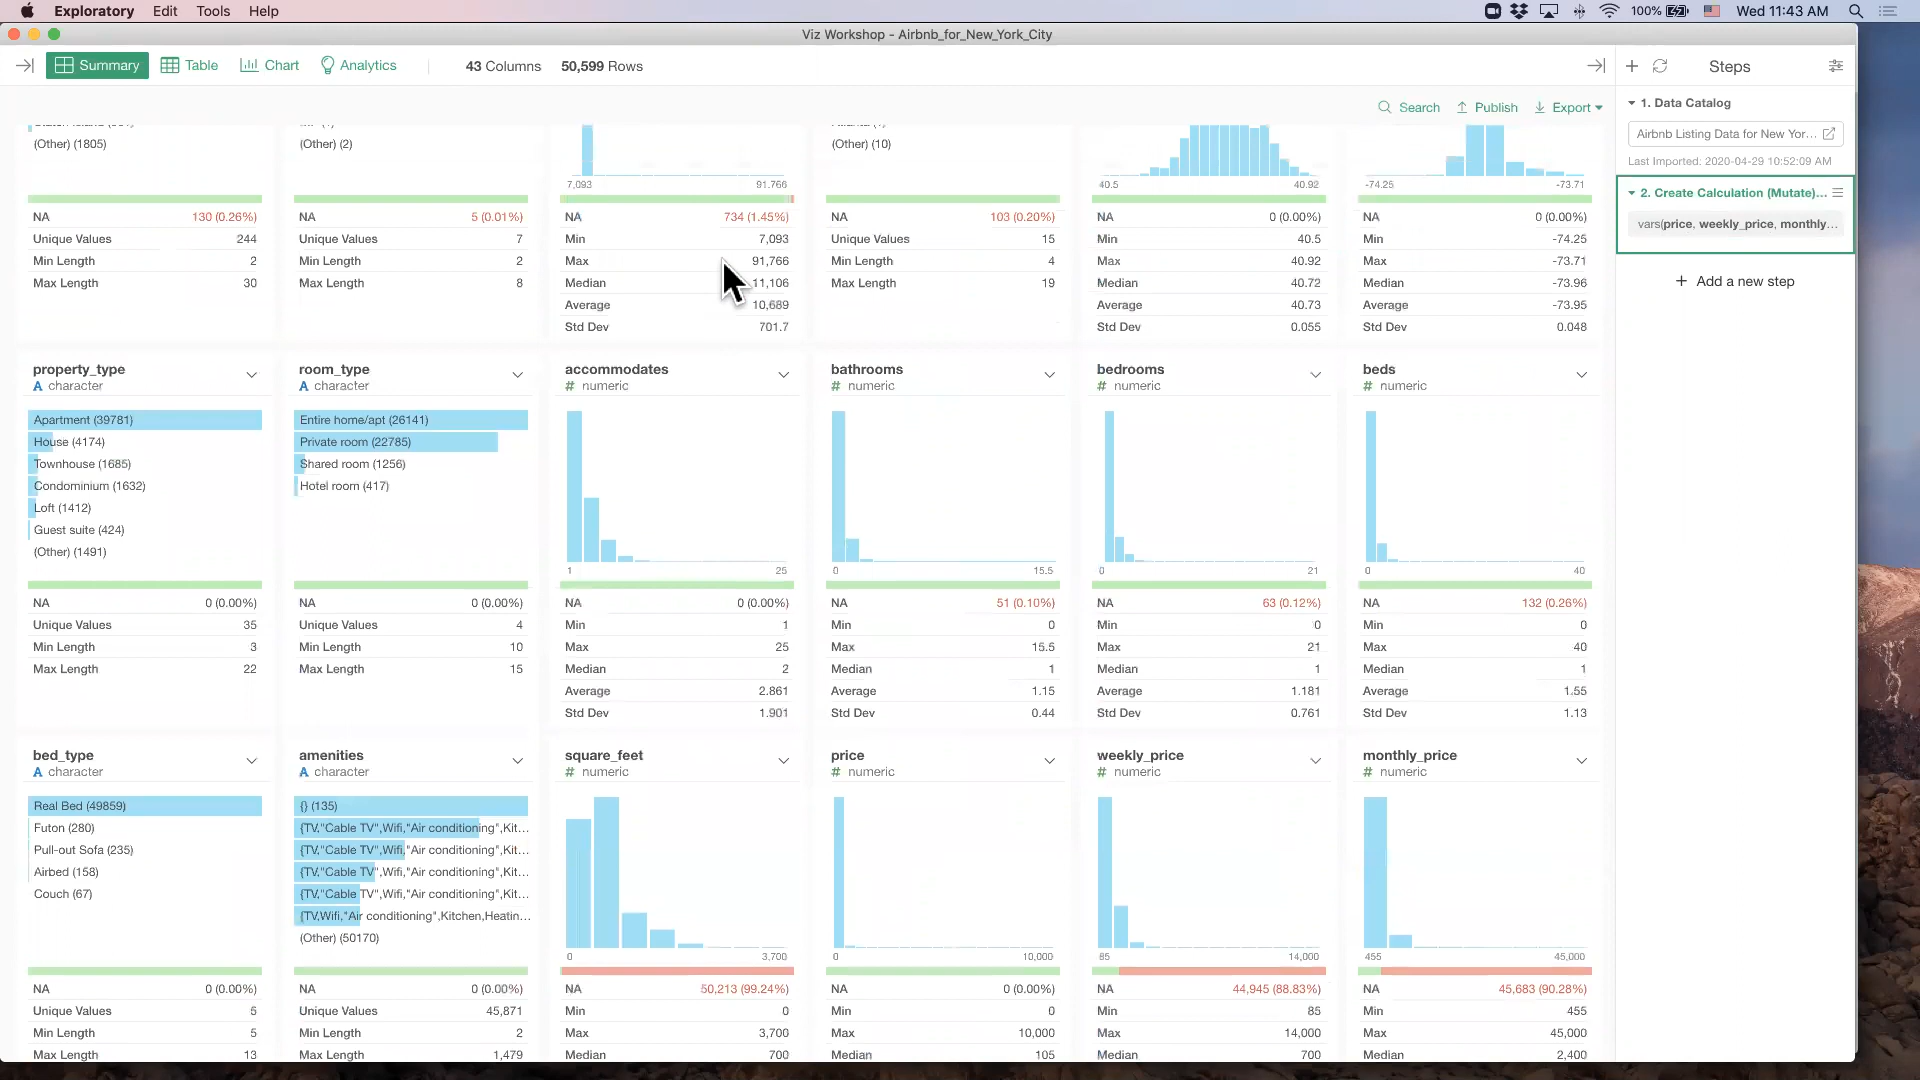 Exploratory Edit Tools Help 100% Wed 11:43 AM
Viz Workshop - Airbnb_for_New_York_City
Summary Table Chart Analytics 43 Columns 50,599 Rows
Steps
Search Publish Export
1. Data Catalog
Airbnb Listing Data for New Yor...
Last Imported: 2020-04-29 10:52:09 AM
2. Create Calculation (Mutate)...
vars(price, weekly_price, monthly...
+ Add a new step
(Other) (1805)
NA 130 (0.26%)
Unique Values 244
Min Length 2
Max Length 30
(Other) (2)
NA 5 (0.01%)
Unique Values 7
Min Length 2
Max Length 8
7,093 91.766
NA 734 (1.45%)
Min 7,093
Max 91,766
Median 11,106
Average 10,689
Std Dev 701.7
(Other) (10)
NA 103 (0.20%)
Unique Values 15
Min Length 4
Max Length 19
40.5 40.92
NA 0 (0.00%)
Min 40.5
Max 40.92
Median 40.72
Average 40.73
Std Dev 0.055
-74.25 -73.71
NA 0 (0.00%)
Min -74.25
Max -73.71
Median -73.96
Average -73.95
Std Dev 0.048
property_type
A character
Apartment (39781)
House (4174)
Townhouse (1685)
Condominium (1632)
Loft (1412)
Guest suite (424)
(Other) (1491)
NA 0 (0.00%)
Unique Values 35
Min Length 3
Max Length 22
room_type
A character
Entire home/apt (26141)
Private room (22785)
Shared room (1256)
Hotel room (417)
NA 0 (0.00%)
Unique Values 4
Min Length 10
Max Length 15
accommodates
# numeric
1 25
NA 0 (0.00%)
Min 1
Max 25
Median 2
Average 2.861
Std Dev 1.901
bathrooms
# numeric
0 15.5
NA 51 (0.10%)
Min 0
Max 15.5
Median 1
Average 1.15
Std Dev 0.44
bedrooms
# numeric
0 21
NA 63 (0.12%)
Min 0
Max 21
Median 1
Average 1.181
Std Dev 0.761
beds
# numeric
0 40
NA 132 (0.26%)
Min 0
Max 40
Median 1
Average 1.55
Std Dev 1.13
bed_type
A character
Real Bed (49859)
Futon (280)
Pull-out Sofa (235)
Airbed (158)
Couch (67)
NA 0 (0.00%)
Unique Values 5
Min Length 5
Max Length 13
amenities
A character
{} (135)
{TV,"Cable TV",Wifi,"Air conditioning",Kit...
{TV,"Cable TV",Wifi,"Air conditioning",Kit...
{TV,"Cable TV",Wifi,"Air conditioning",Kit...
{TV,"Cable TV",Wifi,"Air conditioning",Kit...
{TV,Wifi,"Air conditioning",Kitchen,Heatin...
(Other) (50170)
NA 0 (0.00%)
Unique Values 45,871
Min Length 2
Max Length 1,479
square_feet
# numeric
0 3,700
NA 50,213 (99.24%)
Min 0
Max 3,700
Median 700
price
# numeric
0 10,000
NA 0 (0.00%)
Min 0
Max 10,000
Median 105
weekly_price
# numeric
85 14,000
NA 44,945 (88.83%)
Min 85
Max 14,000
Median 700
monthly_price
# numeric
455 45,000
NA 45,683 (90.28%)
Min 455
Max 45,000
Median 2,400